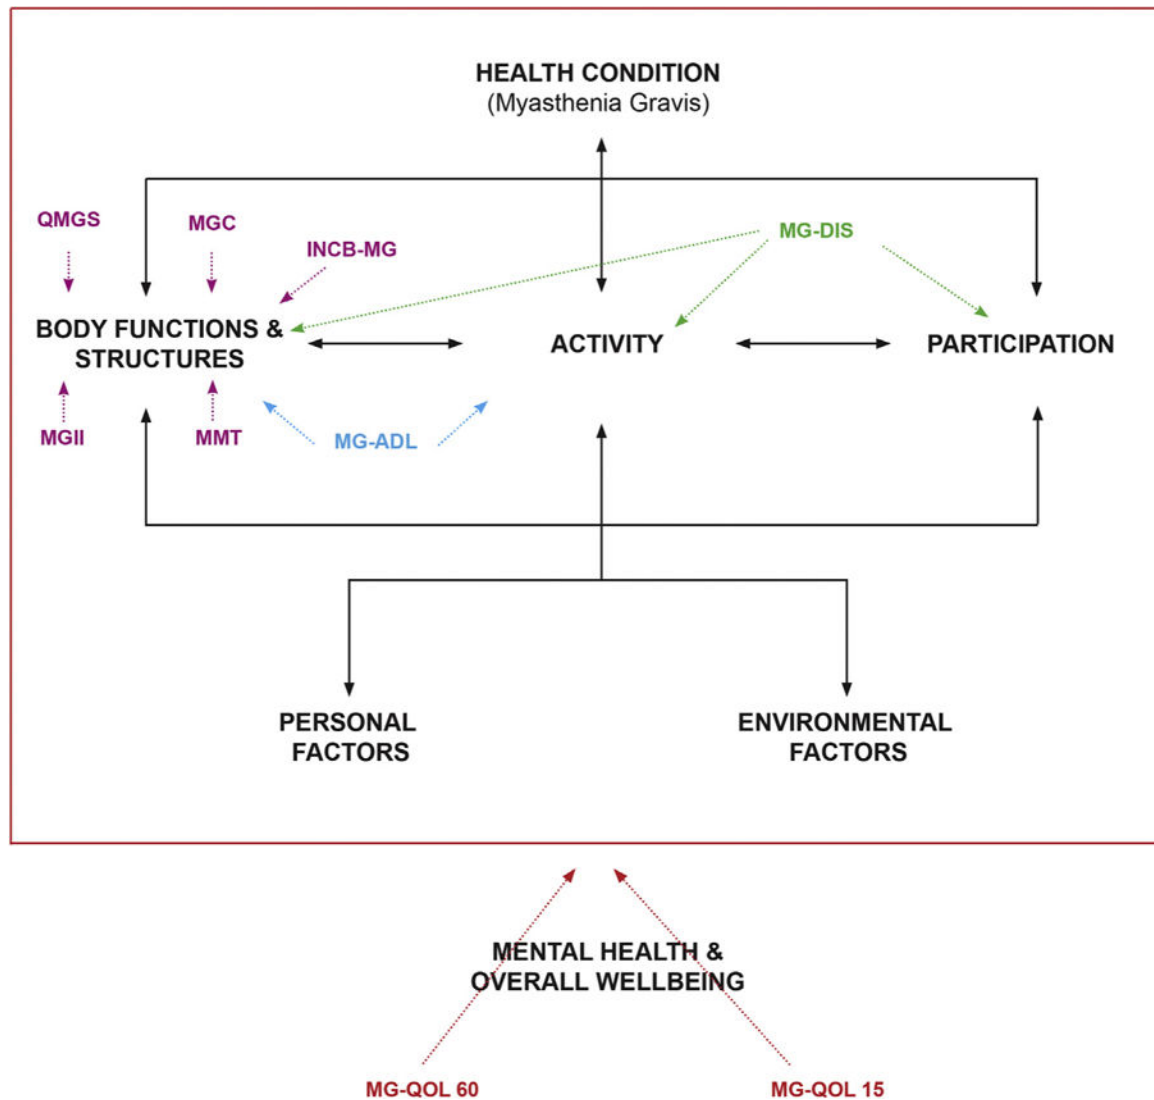 HEALTH CONDITION
(Myasthenia Gravis)
QMGS
MGC
INCB-MG
MG-DIS
BODY FUNCTIONS &
STRUCTURES
ACTIVITY
PARTICIPATION
MGII
MMT
MG-ADL
PERSONAL
FACTORS
ENVIRONMENTAL
FACTORS
MENTAL HEALTH &
OVERALL WELLBEING
MG-QOL 60
MG-QOL 15